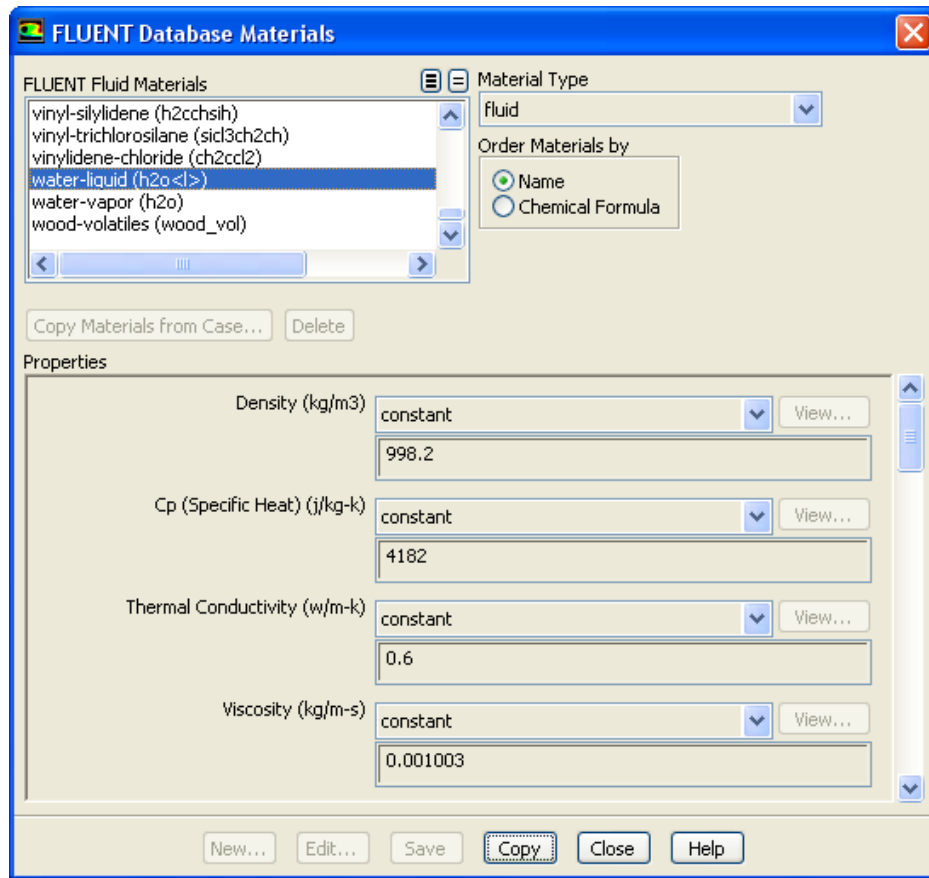 FLUENT Database Materials
FLUENT Fluid Materials
vinyl-silylidene (h2cchsih)
vinyl-trichlorosilane (sicl3ch2ch)
vinylidene-chloride (ch2ccl2)
water-liquid (h2o<l>)
water-vapor (h2o)
wood-volatiles (wood_vol)
Material Type
fluid
Order Materials by
Name
Chemical Formula
Copy Materials from Case... Delete
Properties
Density (kg/m3) constant View...
998.2
Cp (Specific Heat) (j/kg-k) constant View...
4182
Thermal Conductivity (w/m-k) constant View...
0.6
Viscosity (kg/m-s) constant View...
0.001003
New... Edit... Save Copy Close Help